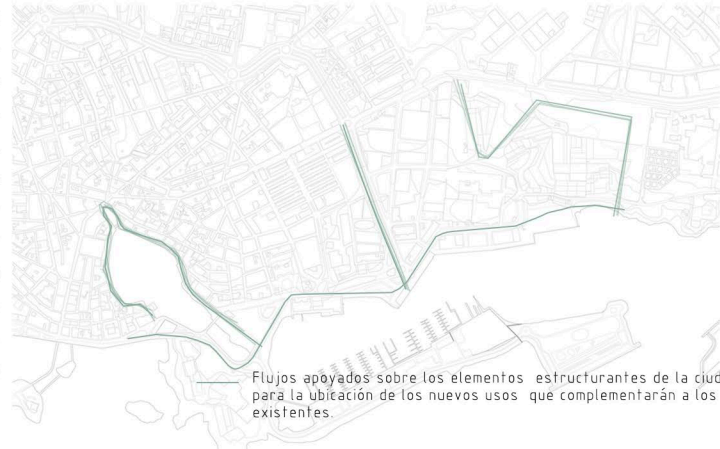 Flujos apoyados sobre los elementos estructurantes de la ciud
para la ubicación de los nuevos usos que complementarán a los
existentes.